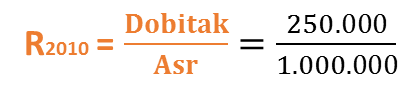 R2010 = Dobitak / Asr = 250.000 / 1.000.000